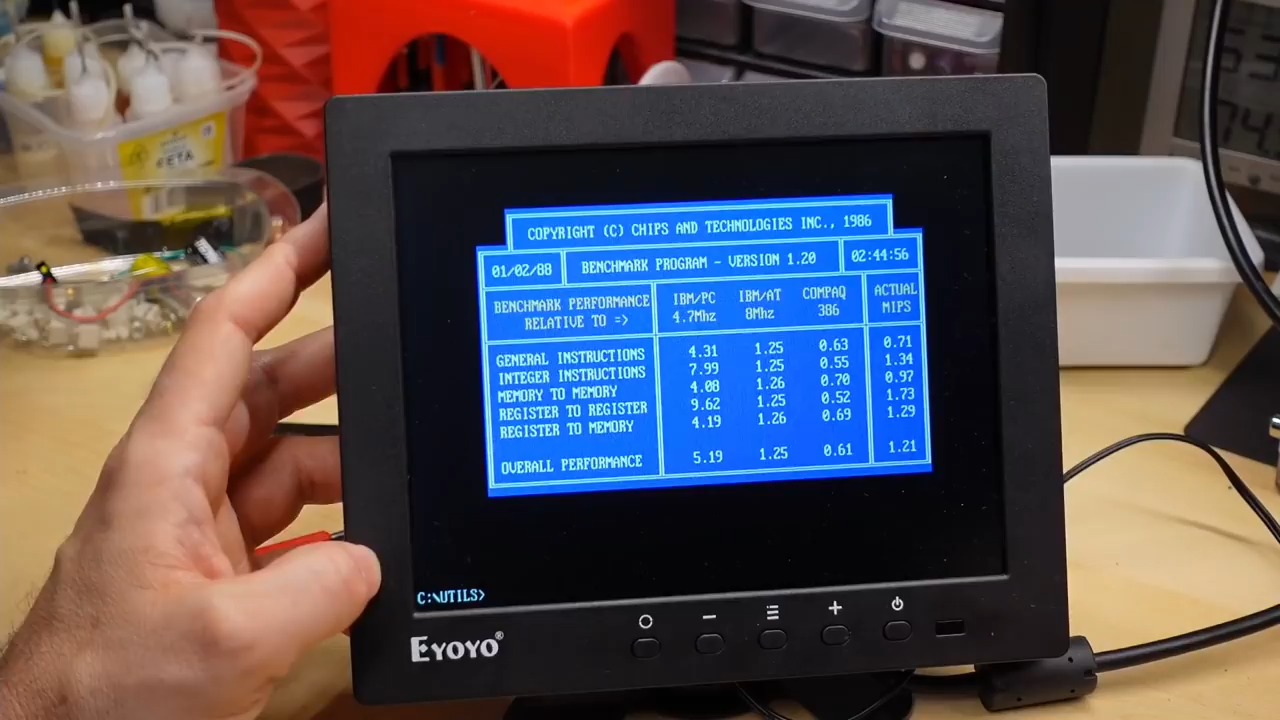 COPYRIGHT (C) CHIPS AND TECHNOLOGIES INC., 1986
01/02/88 BENCHMARK PROGRAM - VERSION 1.20 02:44:56
BENCHMARK PERFORMANCE IBM/PC IBM/AT COMPAQ ACTUAL
RELATIVE TO => 4.7Mhz 8Mhz 386 MIPS
GENERAL INSTRUCTIONS 4.31 1.25 0.63 0.71
INTEGER INSTRUCTIONS 7.99 1.25 0.55 1.34
MEMORY TO MEMORY 4.08 1.26 0.70 0.97
REGISTER TO REGISTER 9.62 1.25 0.52 1.73
REGISTER TO MEMORY 4.19 1.26 0.69 1.29
OVERALL PERFORMANCE 5.19 1.25 0.61 1.21
C:\UTILS>
EYOYO®